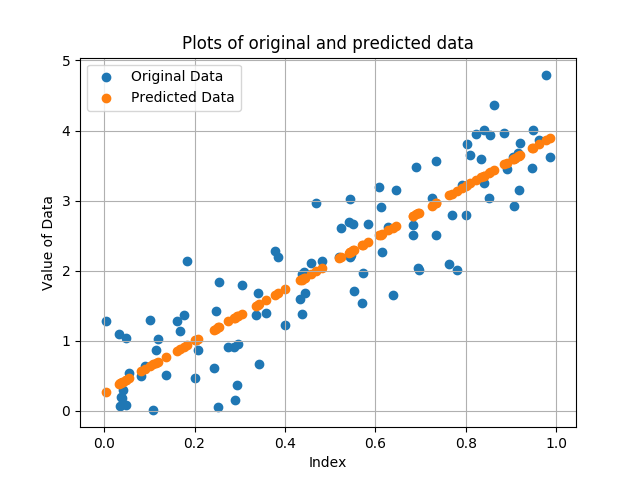 Plots of original and predicted data
Original Data
Predicted Data
5
4
3
2
1
0
Value of Data
0.0 0.2 0.4 0.6 0.8 1.0
Index